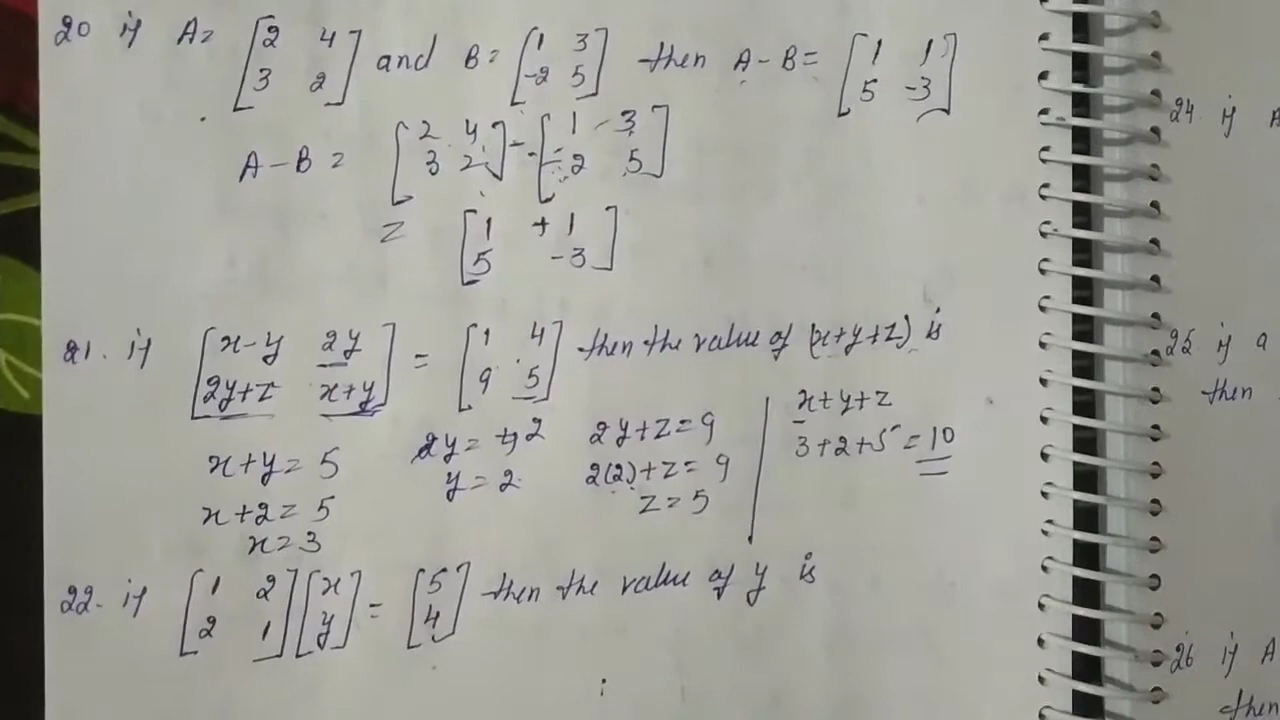 20 if A= [2 4 3 2] and B= [1 3 -2 5] then A-B= [1 1 5 -3]
A-B= [2 4 3 2] - [1 3 -2 5]
= [1 +1 5 -3]
21. if [x-y 2y 2y+z x+y] = [1 4 9 5] then the value of (x+y+z) is
x+y=5
x+2=5
x=3
2y= 4 2
y=2
2y+z=9
2(2)+z=9
z=5
x+y+z
3+2+5=10
22. if [1 2 2 1] [x y] = [5 4] then the value of y is
24 if A
25 if a
then
26 if A
then